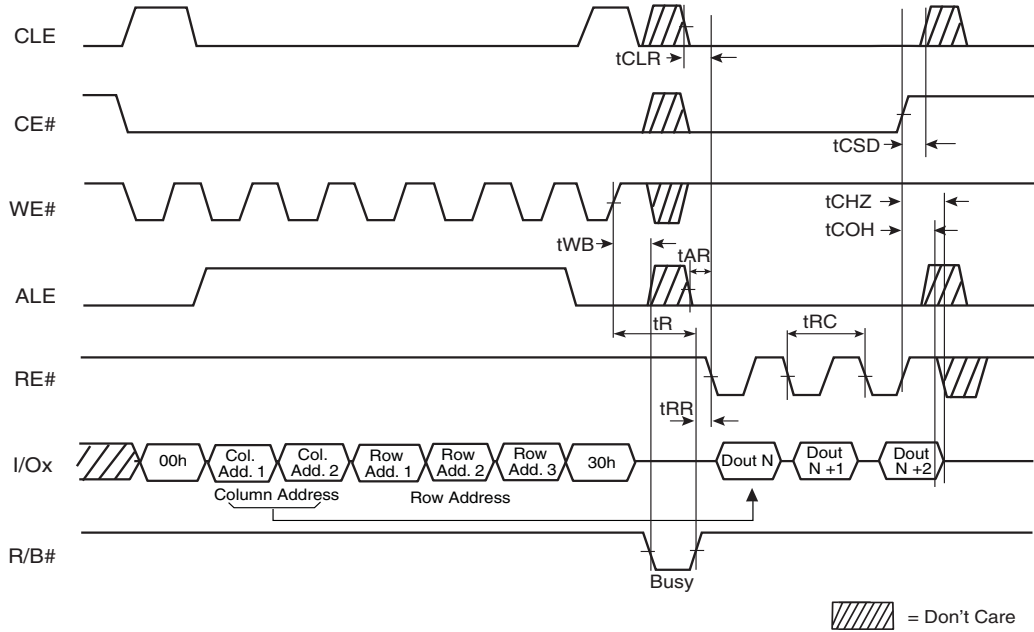 CLE
tCLR
CE#
tCSD
WE#
tCHZ
tCOH
tWB
tAR
ALE
tR
tRC
RE#
tRR
I/Ox
00h
Col. Add. 1
Col. Add. 2
Row Add. 1
Row Add. 2
Row Add. 3
30h
Dout N
Dout N +1
Dout N +2
Column Address
Row Address
R/B#
Busy
= Don't Care